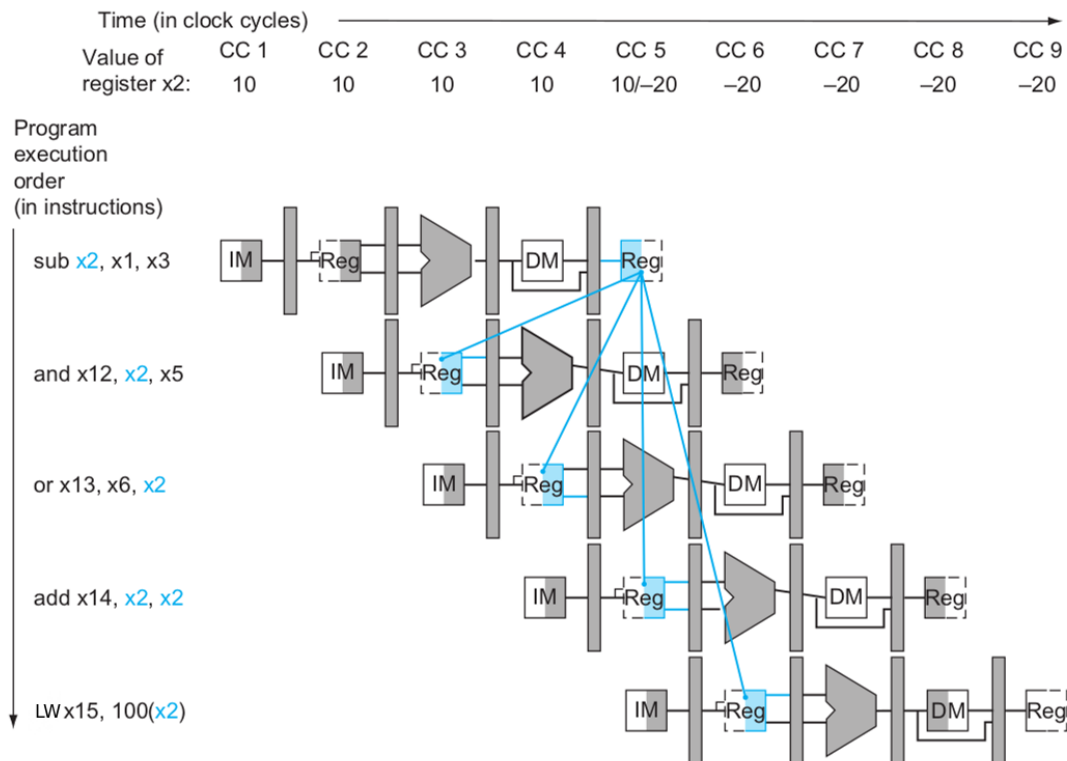 Time (in clock cycles)
Value of register x2:
CC 1 CC 2 CC 3 CC 4 CC 5 CC 6 CC 7 CC 8 CC 9
10 10 10 10 10/–20 –20 –20 –20 –20
Program
execution
order
(in instructions)
sub x2, x1, x3
IM Reg DM Reg
and x12, x2, x5
IM Reg DM Reg
or x13, x6, x2
IM Reg DM Reg
add x14, x2, x2
IM Reg DM Reg
LW x15, 100(x2)
IM Reg DM Reg